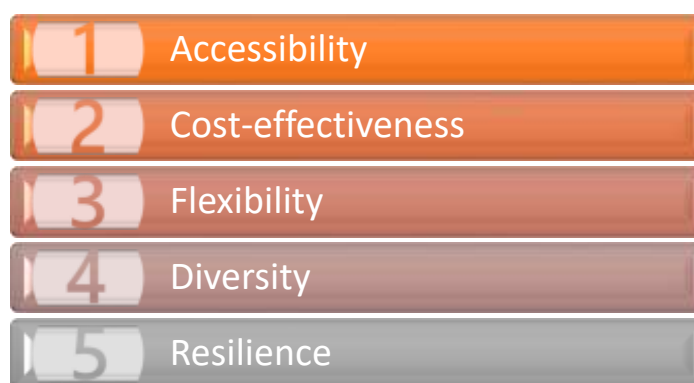 1 Accessibility
2 Cost-effectiveness
3 Flexibility
4 Diversity
5 Resilience